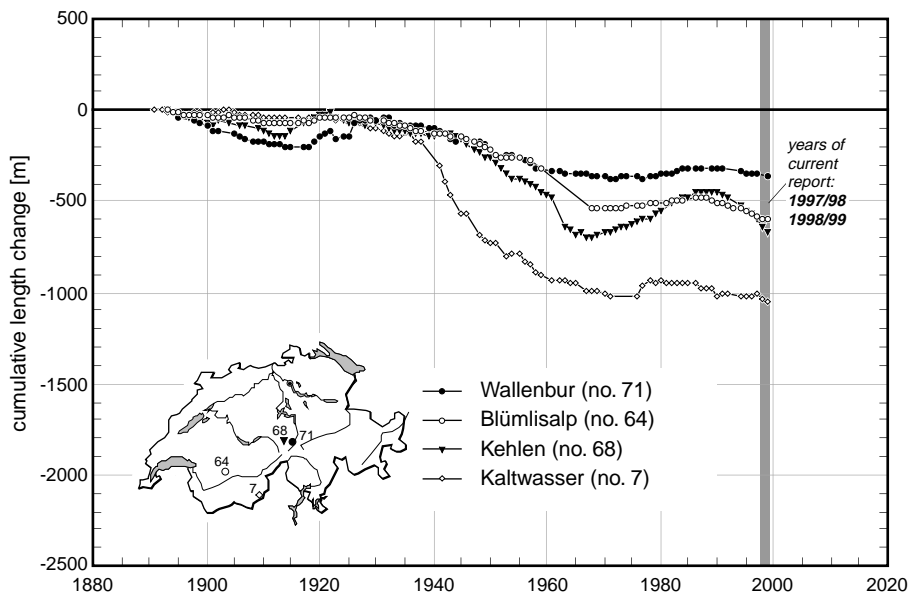 500
0
-500
-1000
-1500
-2000
-2500
cumulative length change [m]
years of
current
report:
1997/98
1998/99
Wallenbur (no. 71)
Blümlisalp (no. 64)
Kehlen (no. 68)
Kaltwasser (no. 7)
68
71
64
7
1880
1900
1920
1940
1960
1980
2000
2020